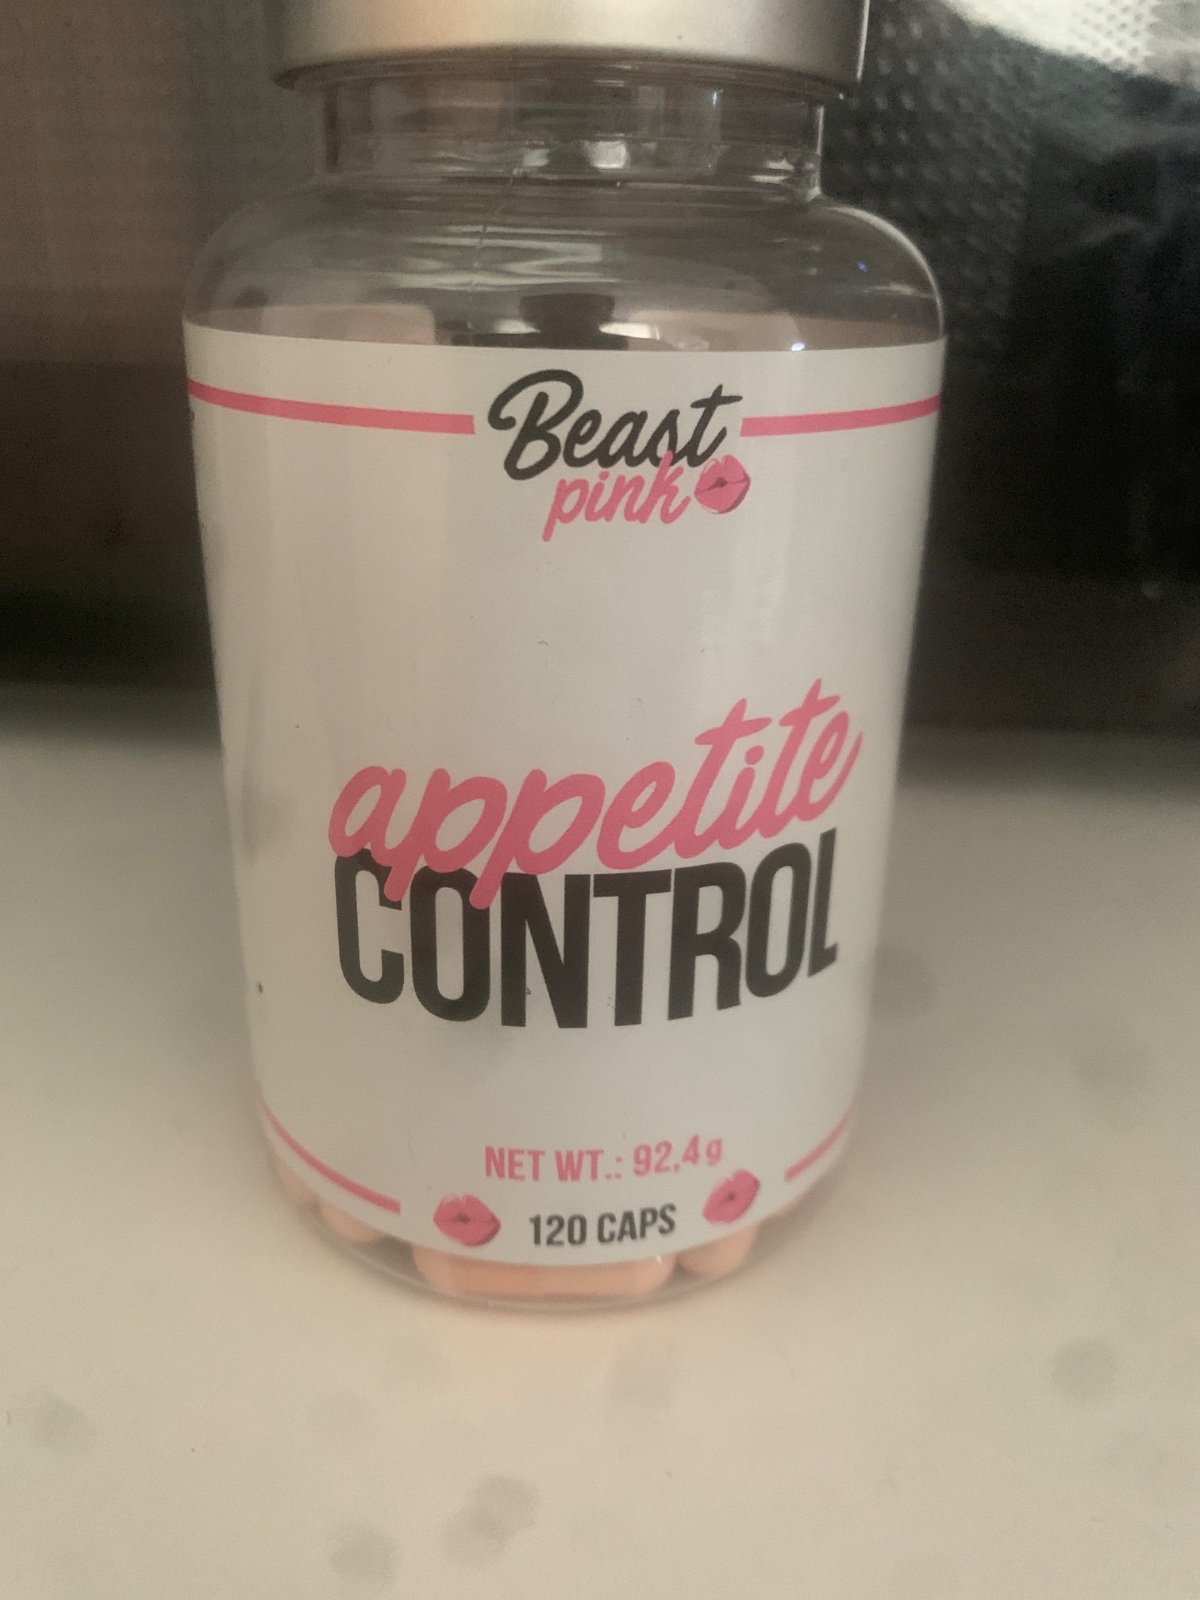 Beast
pink
appetite
CONTROL
NET WT.: 92,4g
120 CAPS